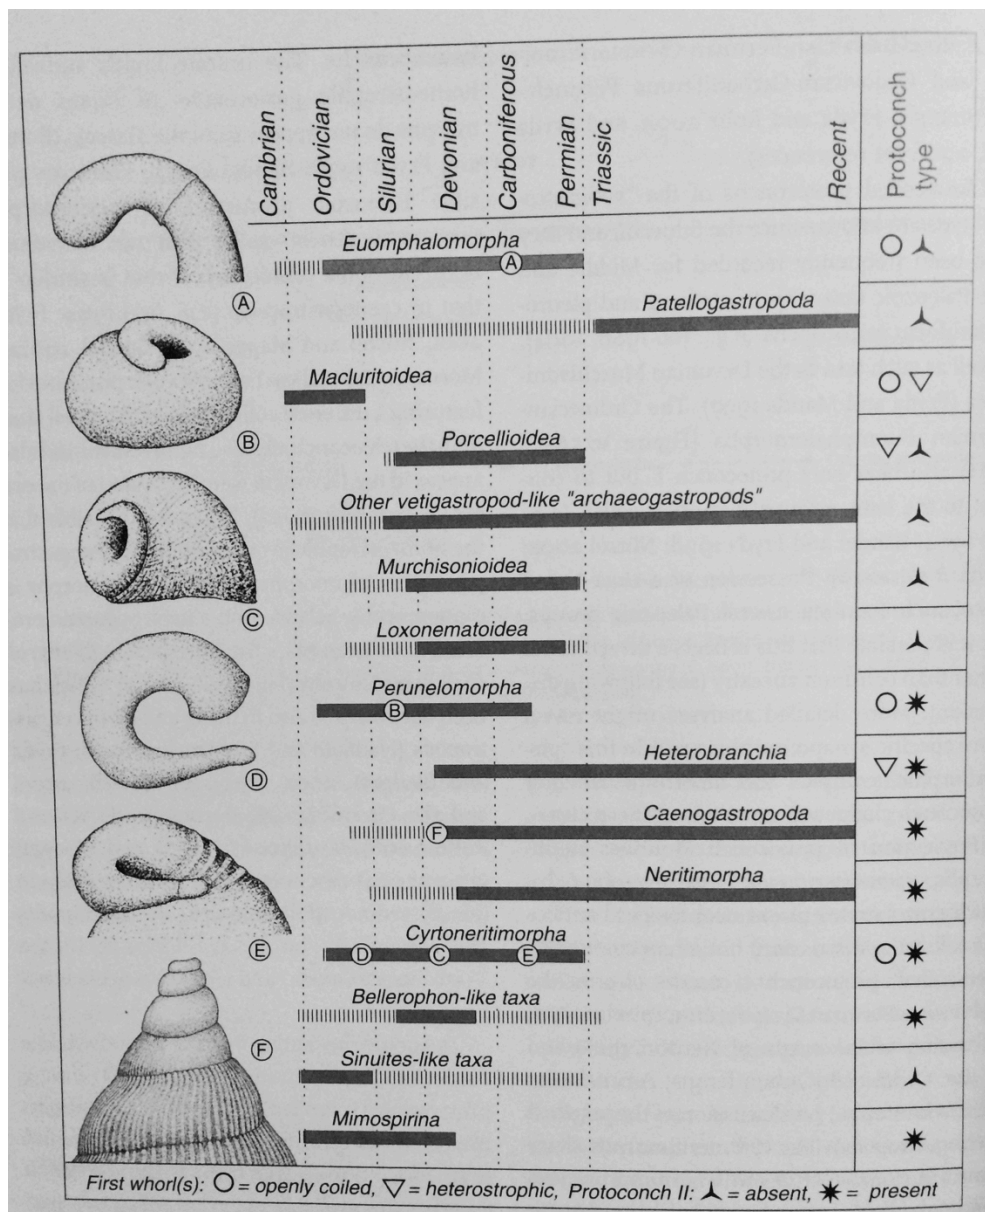 Cambrian
Ordovician
Silurian
Devonian
Carboniferous
Permian
Triassic
Recent
Protoconch
type
Euomphalomorpha
A
A
Patellogastropoda
Macluritoidea
B
Porcellioidea
Other vetigastropod-like "archaeogastropods"
Murchisonioidea
C
Loxonematoidea
Perunelomorpha
B
Heterobranchia
D
Caenogastropoda
F
Neritimorpha
Cyrtoneritimorpha
E
D C E
Bellerophon-like taxa
F
Sinuites-like taxa
Mimospirina
First whorl(s): = openly coiled, = heterostrophic, Protoconch II: = absent, = present